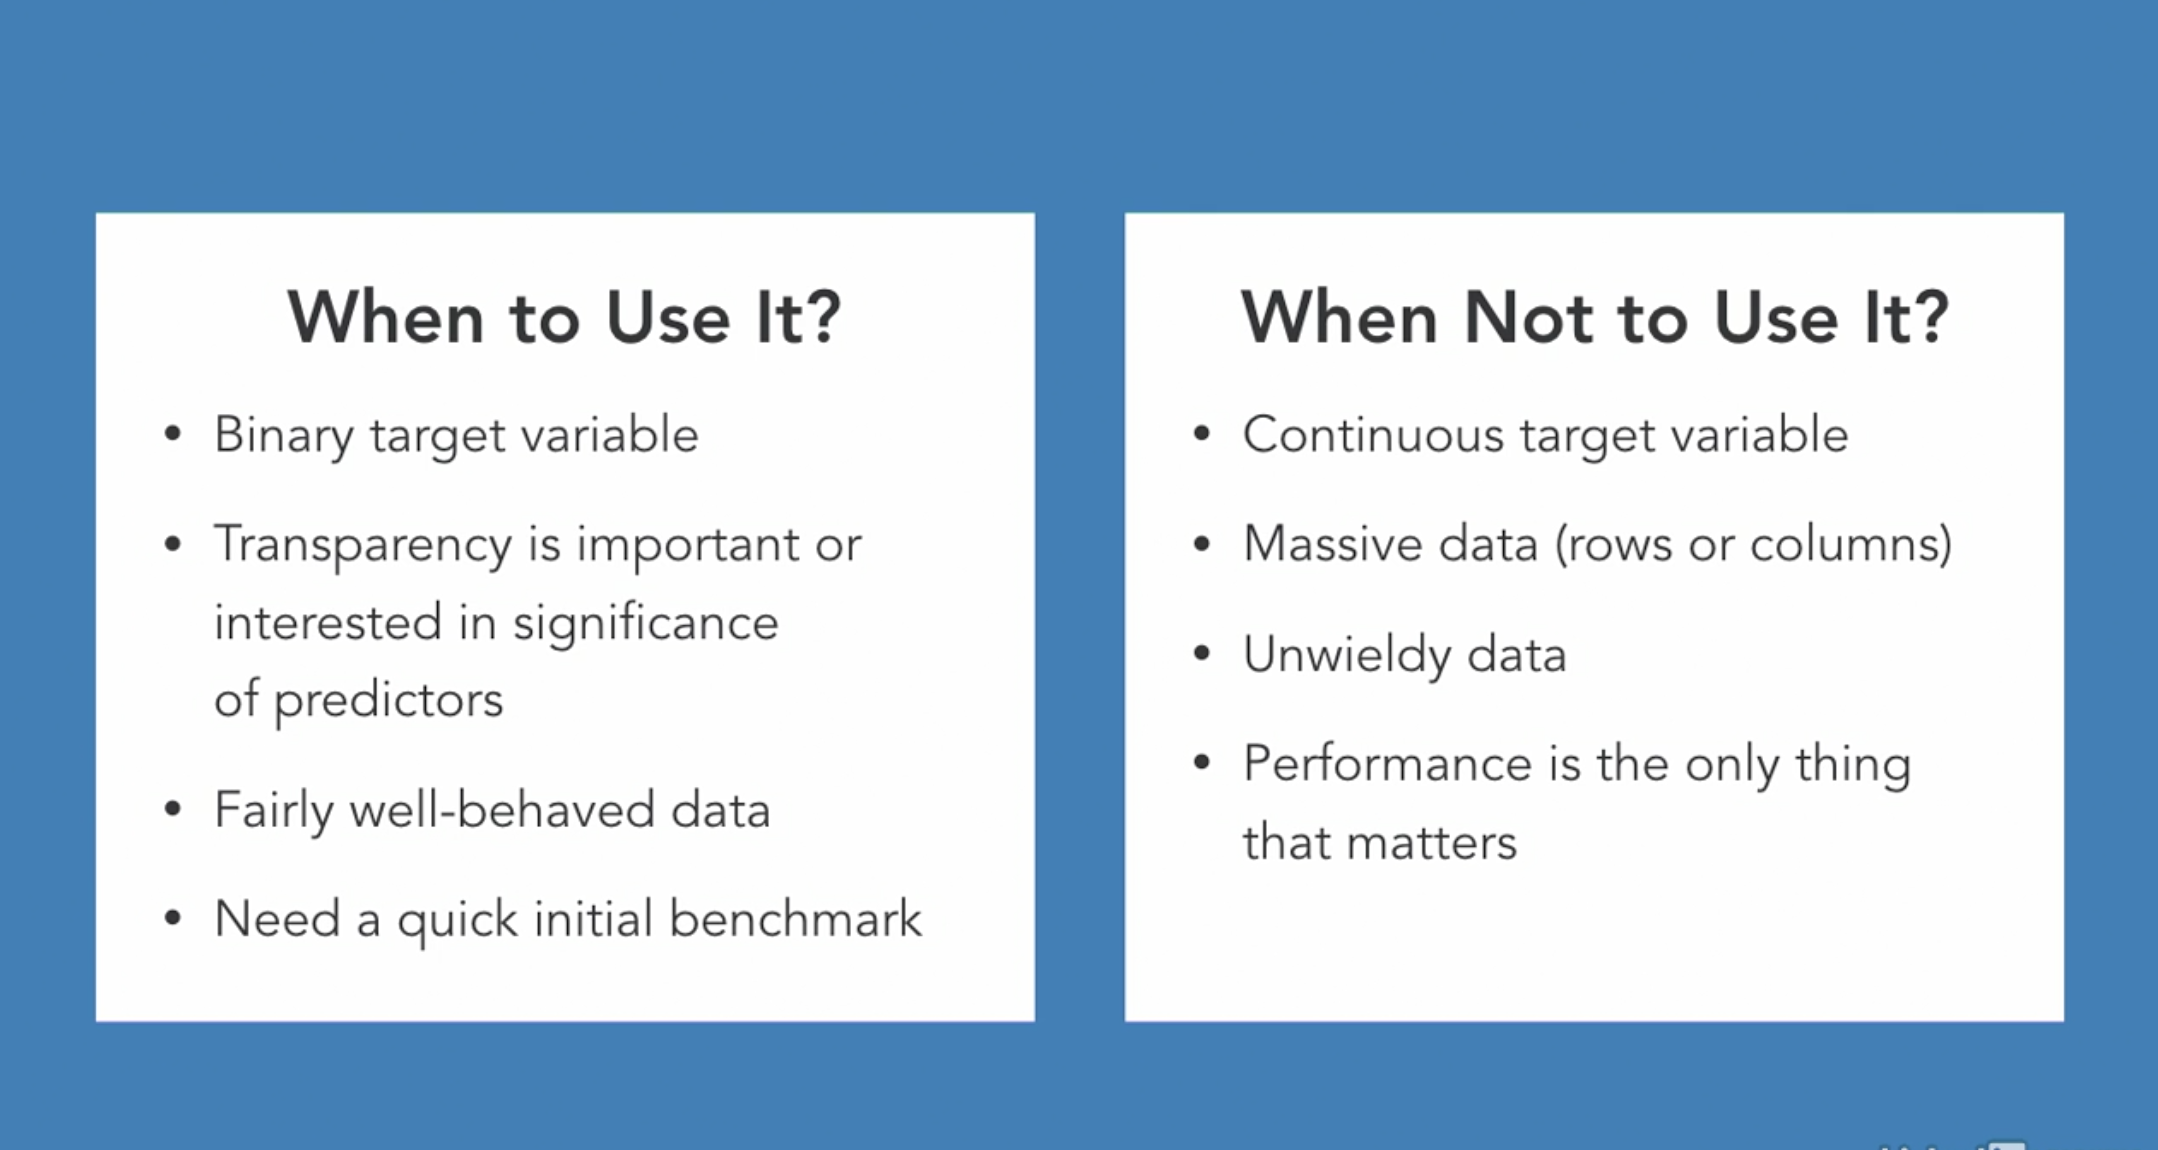 When to Use It?
• Binary target variable
• Transparency is important or
interested in significance
of predictors
• Fairly well-behaved data
• Need a quick initial benchmark
When Not to Use It?
• Continuous target variable
• Massive data (rows or columns)
• Unwieldy data
• Performance is the only thing
that matters